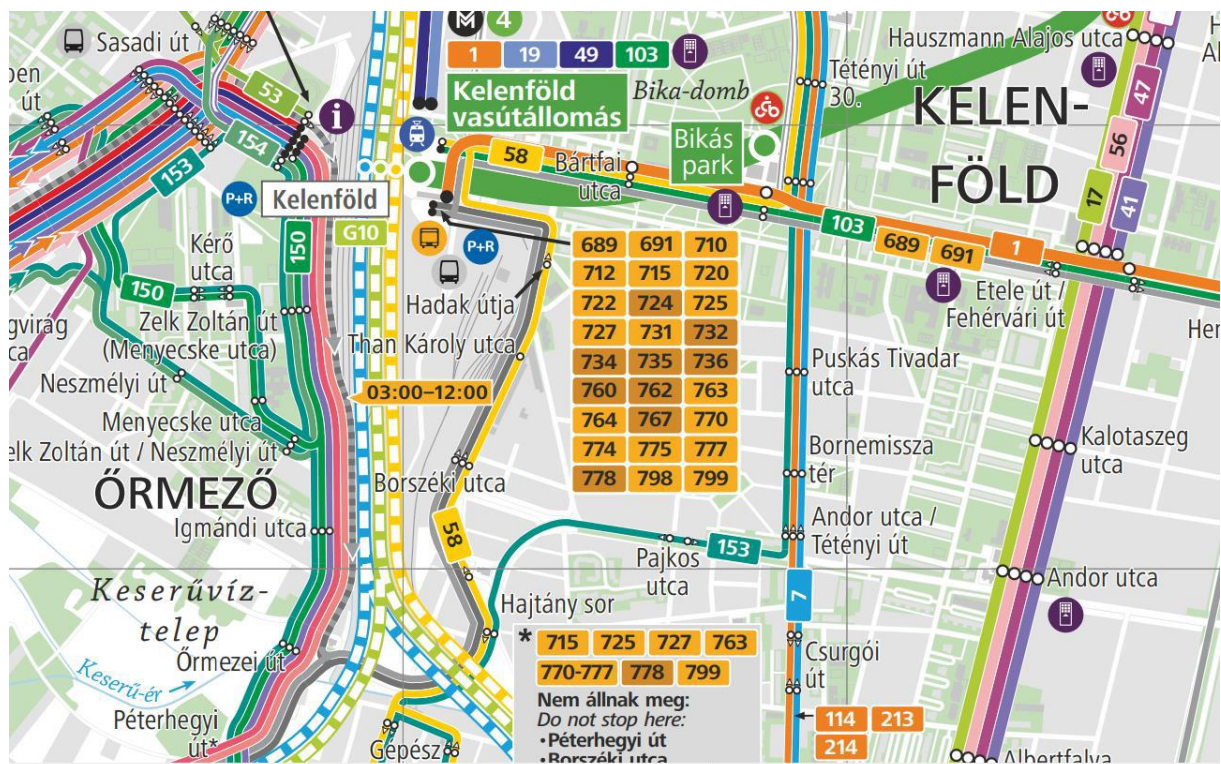 M 4
Sasadi út
53
i
1 19 49 103
Kelenföld
vasútállomás
Bika-domb
Tétényi út
30.
Hauszmann Alajos utca
KELEN-
FÖLD
47
56
17
41
154
153
58
Bártfai
utca
Bikás
park
P+R
Kelenföld
G10
150
P+R
103
689
691
1
Kérő
utca
150
Zelk Zoltán út
(Menyecske utca)
Neszmélyi út
Menyecske utca
Zelk Zoltán út / Neszmélyi út
ŐRMEZŐ
Igmándi utca
Hadak útja
Than Károly utca
03:00–12:00
Borszéki utca
58
689 691 710
712 715 720
722 724 725
727 731 732
734 735 736
760 762 763
764 767 770
774 775 777
778 798 799
Etele út /
Fehérvári út
Puskás Tivadar
utca
Bornemissza
tér
Kalotaszeg
utca
Andor utca /
Tétényi út
Pajkos
utca
153
7
Andor utca
Keserűvíz-
telep
Őrmezei út
Keserű-ér
Péterhegyi
út*
Hajtány sor
Gépész
* 715 725 727 763
770-777 778 799
Nem állnak meg:
Do not stop here:
•Péterhegyi út
•Borszéki utca
Csurgói
út
114 213
214
Albertfalva